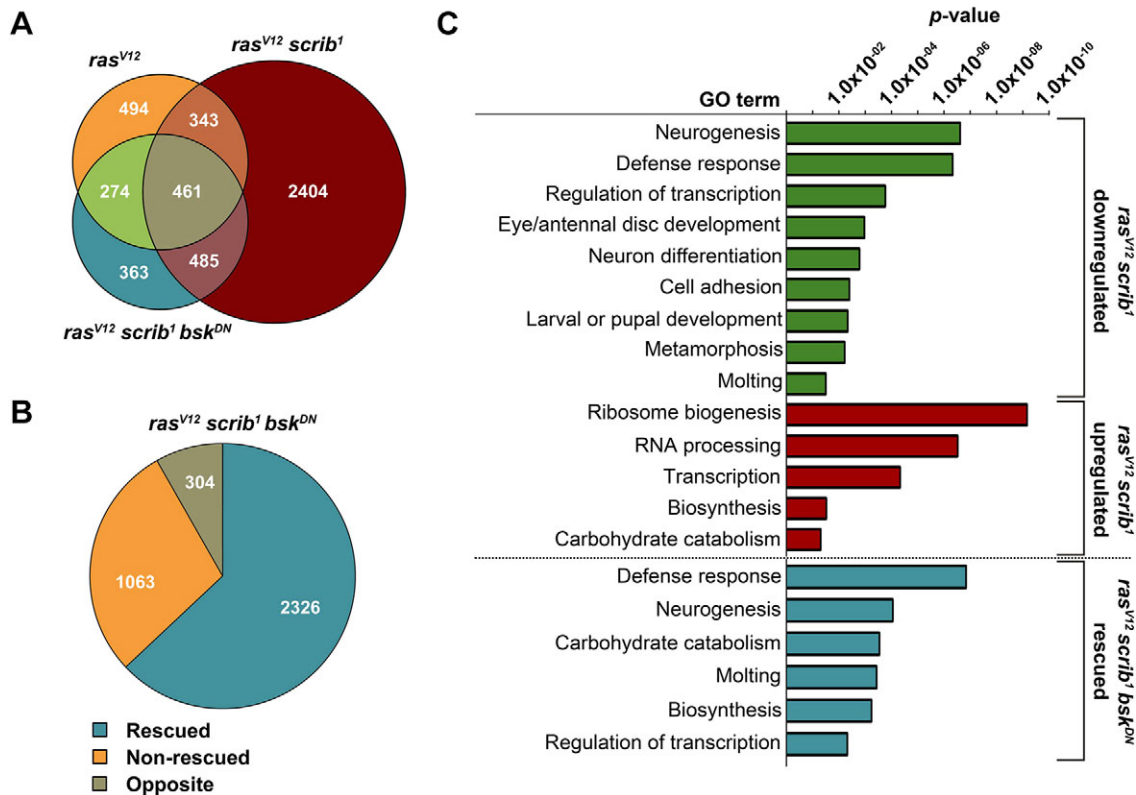 A
ras^V12
ras^V12 scrib^1
494
343
274
461
2404
363
485
ras^V12 scrib^1 bsk^DN
B
ras^V12 scrib^1 bsk^DN
304
1063
2326
Rescued
Non-rescued
Opposite
C
p-value
1.0x10^-02
1.0x10^-04
1.0x10^-06
1.0x10^-08
1.0x10^-10
GO term
Neurogenesis
Defense response
Regulation of transcription
Eye/antennal disc development
Neuron differentiation
Cell adhesion
Larval or pupal development
Metamorphosis
Molting
ras^V12 scrib^1
downregulated
Ribosome biogenesis
RNA processing
Transcription
Biosynthesis
Carbohydrate catabolism
ras^V12 scrib^1
upregulated
Defense response
Neurogenesis
Carbohydrate catabolism
Molting
Biosynthesis
Regulation of transcription
ras^V12 scrib^1 bsk^DN
rescued